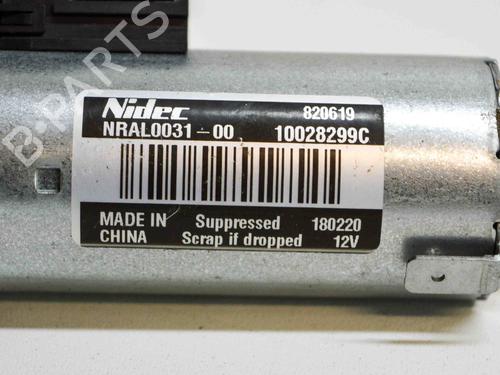 Nidec 820619
NRAL0031-00 10028299C
MADE IN Suppressed 180220
CHINA Scrap if dropped 12V
B-PARTS